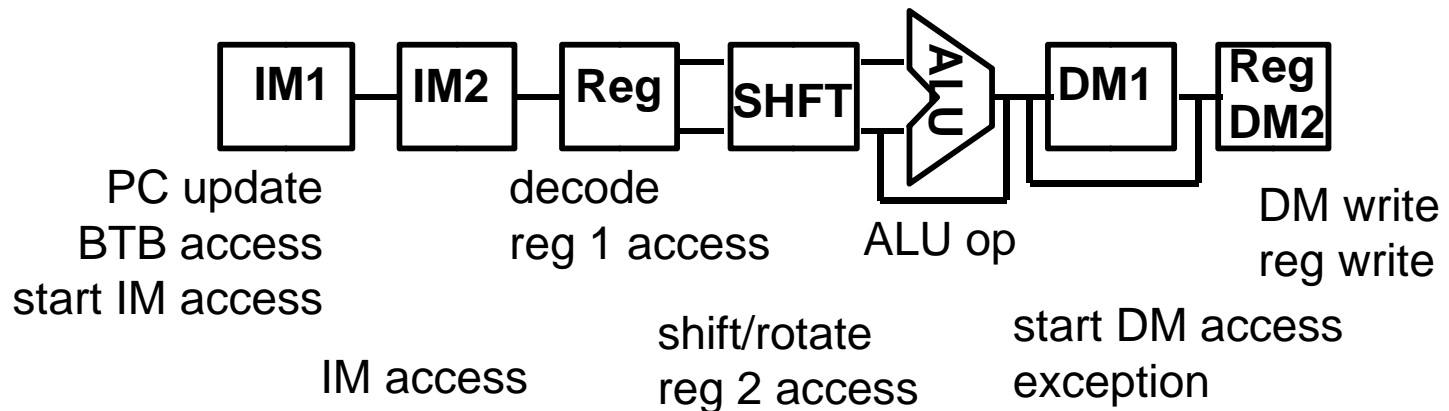 IM1
IM2
Reg
SHFT
ALU
DM1
Reg
DM2
PC update
BTB access
start IM access
IM access
decode
reg 1 access
shift/rotate
reg 2 access
ALU op
start DM access
exception
DM write
reg write